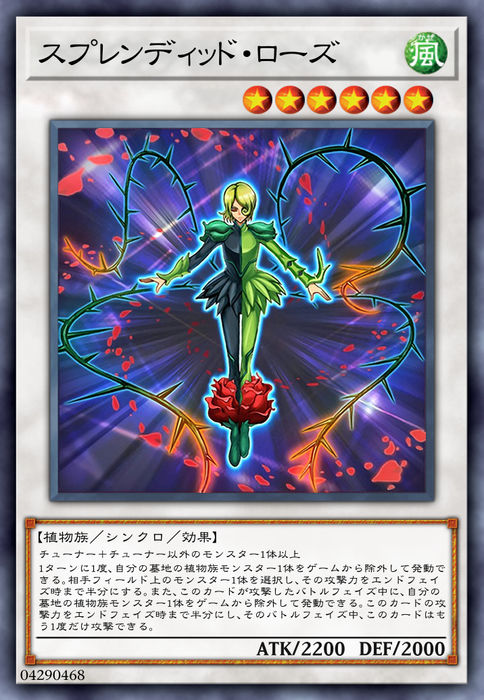 スプレンディッド・ローズ
かぜ
風
【植物族／シンクロ／効果】
チューナー＋チューナー以外のモンスター1体以上
1ターンに1度、自分の墓地の植物族モンスター1体をゲームから除外して発動で
きる。相手フィールド上のモンスター1体を選択し、その攻撃力をエンドフェイ
ズ時まで半分にする。また、このカードが攻撃したバトルフェイズ中に、自分の
墓地の植物族モンスター1体をゲームから除外して発動できる。このカードの攻
撃力をエンドフェイズ時まで半分にし、そのバトルフェイズ中、このカードはも
う1度だけ攻撃できる。
ATK/2200 DEF/2000
04290468